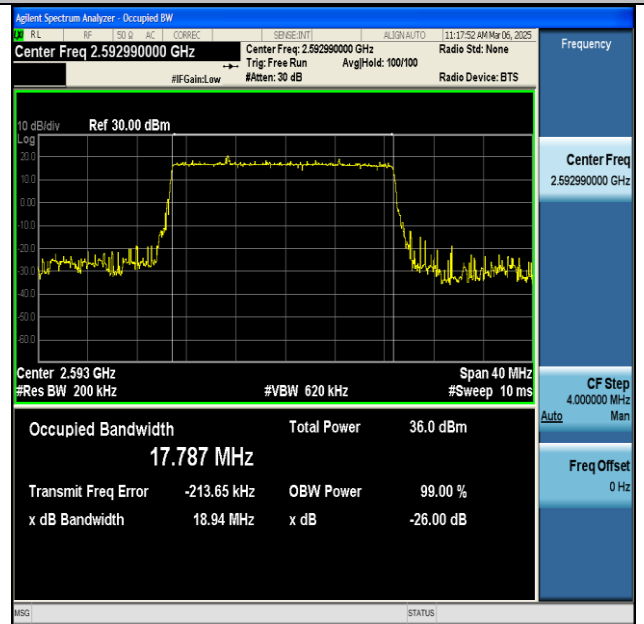 Agilent Spectrum Analyzer - Occupied BW
LXI RL RF 50 Ω AC CORREC SENSE:INT ALIGN AUTO 11:17:52 AM Mar 06, 2025
Center Freq 2.592990000 GHz
Center Freq: 2.592990000 GHz
Radio Std: None
Trig: Free Run Avg|Hold: 100/100
#IFGain:Low #Atten: 30 dB Radio Device: BTS
Frequency
10 dB/div Ref 30.00 dBm
Log
20.0
10.0
0.00
-10.0
-20.0
-30.0
-40.0
-50.0
-60.0
Center 2.593 GHz Span 40 MHz
#Res BW 200 kHz #VBW 620 kHz #Sweep 10 ms
Occupied Bandwidth Total Power 36.0 dBm
17.787 MHz
Transmit Freq Error -213.65 kHz OBW Power 99.00 %
x dB Bandwidth 18.94 MHz x dB -26.00 dB
Center Freq
2.592990000 GHz
CF Step
4.000000 MHz
Auto Man
Freq Offset
0 Hz
MSG STATUS